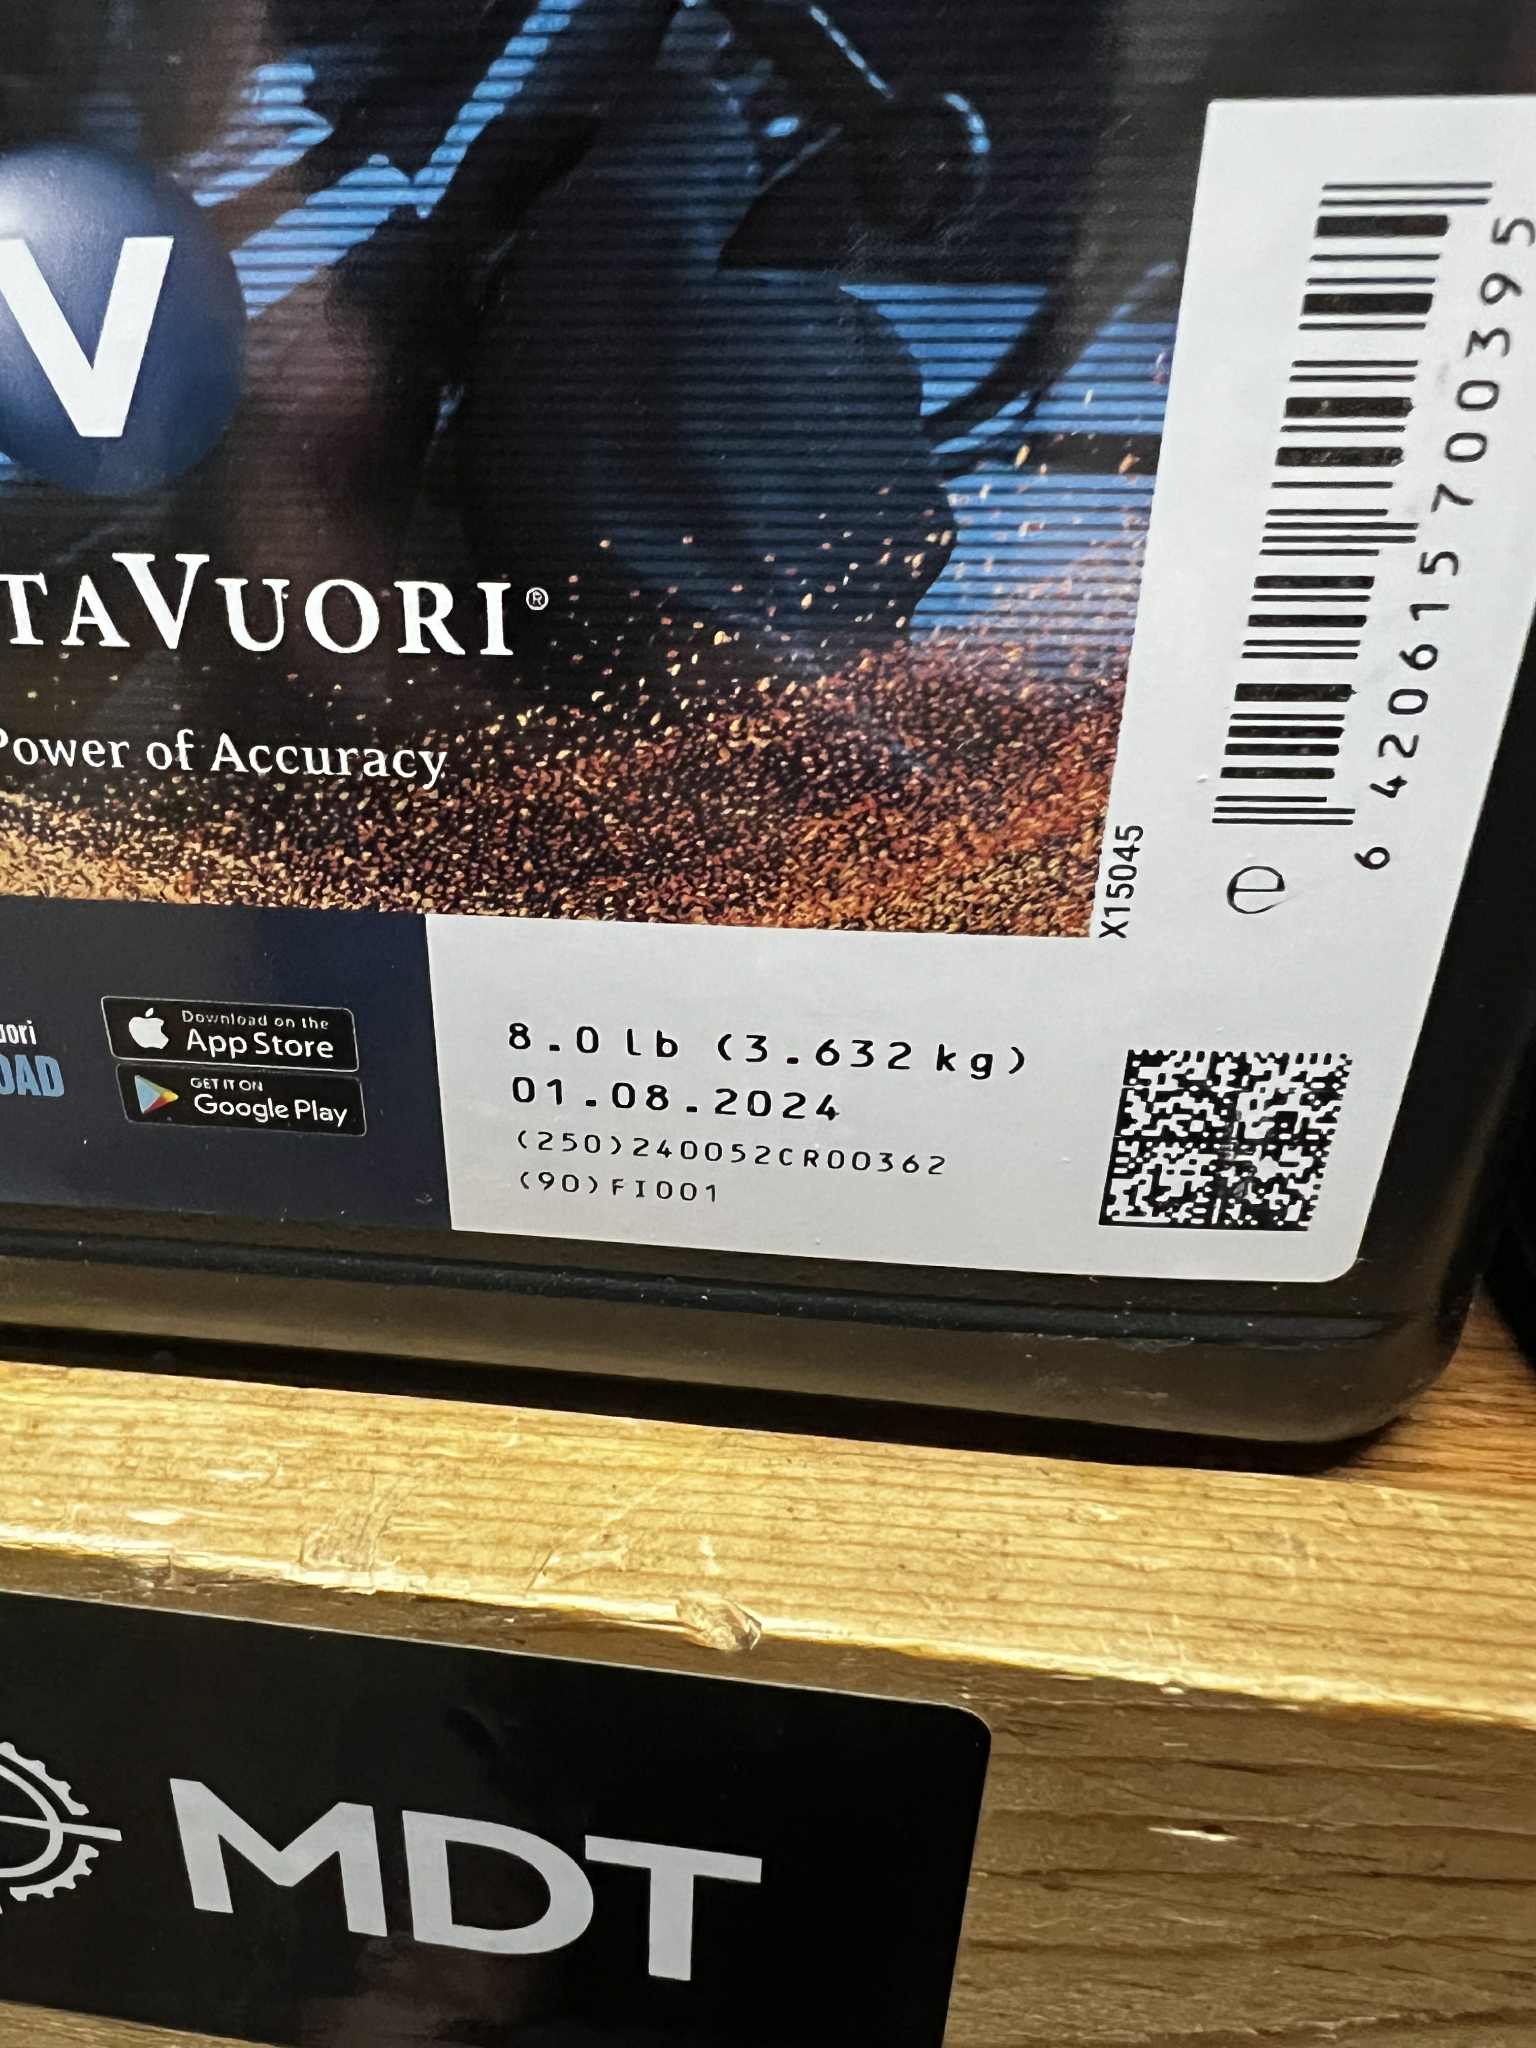 V
TAVUORI®
Power of Accuracy
X15045
6 420615 700395
e
uori
OAD
Download on the
App Store
GET IT ON
Google Play
8.0 lb (3.632 kg)
01.08.2024
(250)240052CR00362
(90)FI001
MDT